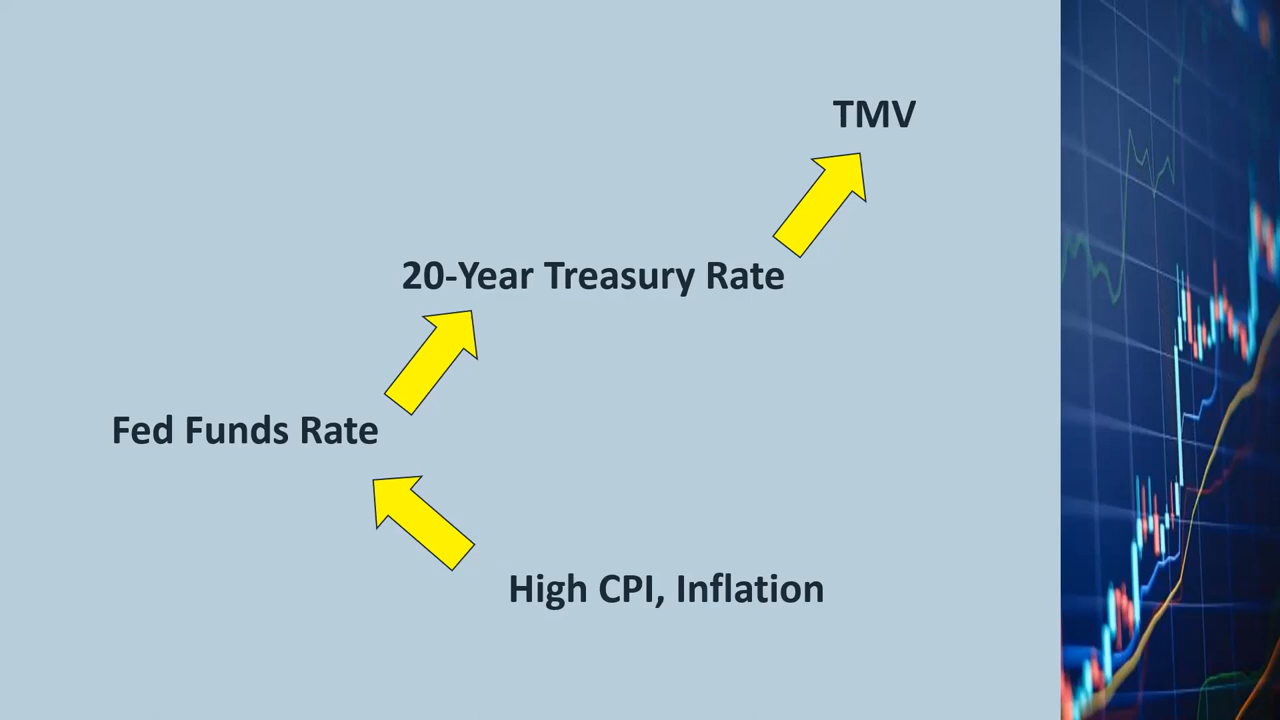 TMV
20-Year Treasury Rate
Fed Funds Rate
High CPI, Inflation